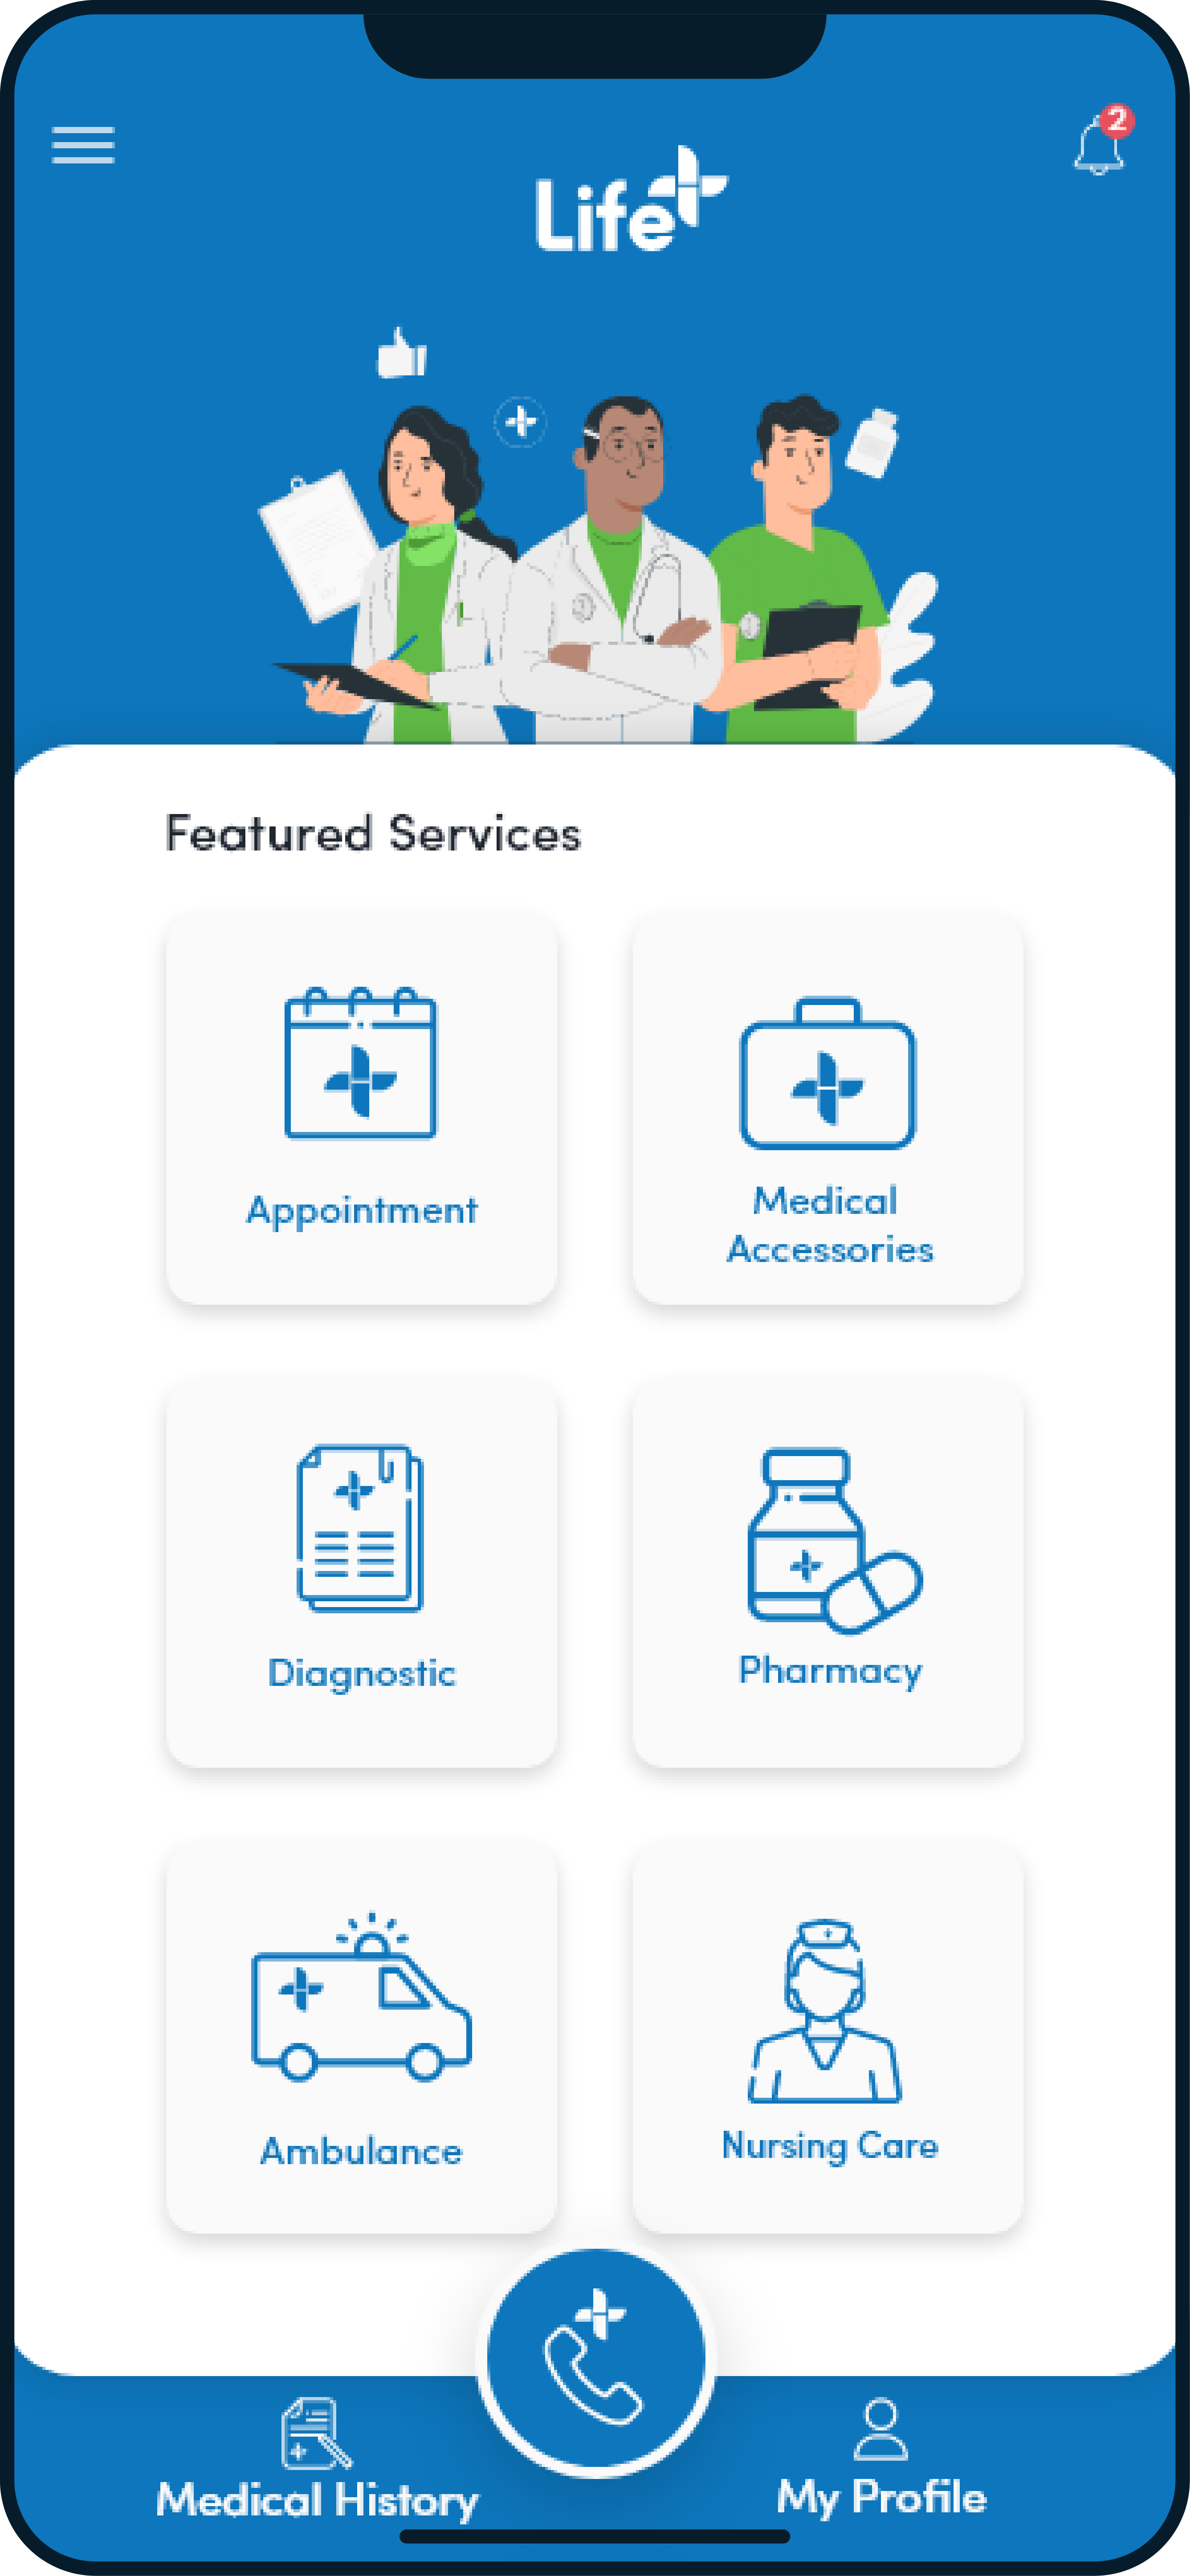 2
Life
Featured Services
Appointment
Medical
Accessories
Diagnostic
Pharmacy
Ambulance
Nursing Care
Medical History
My Profile